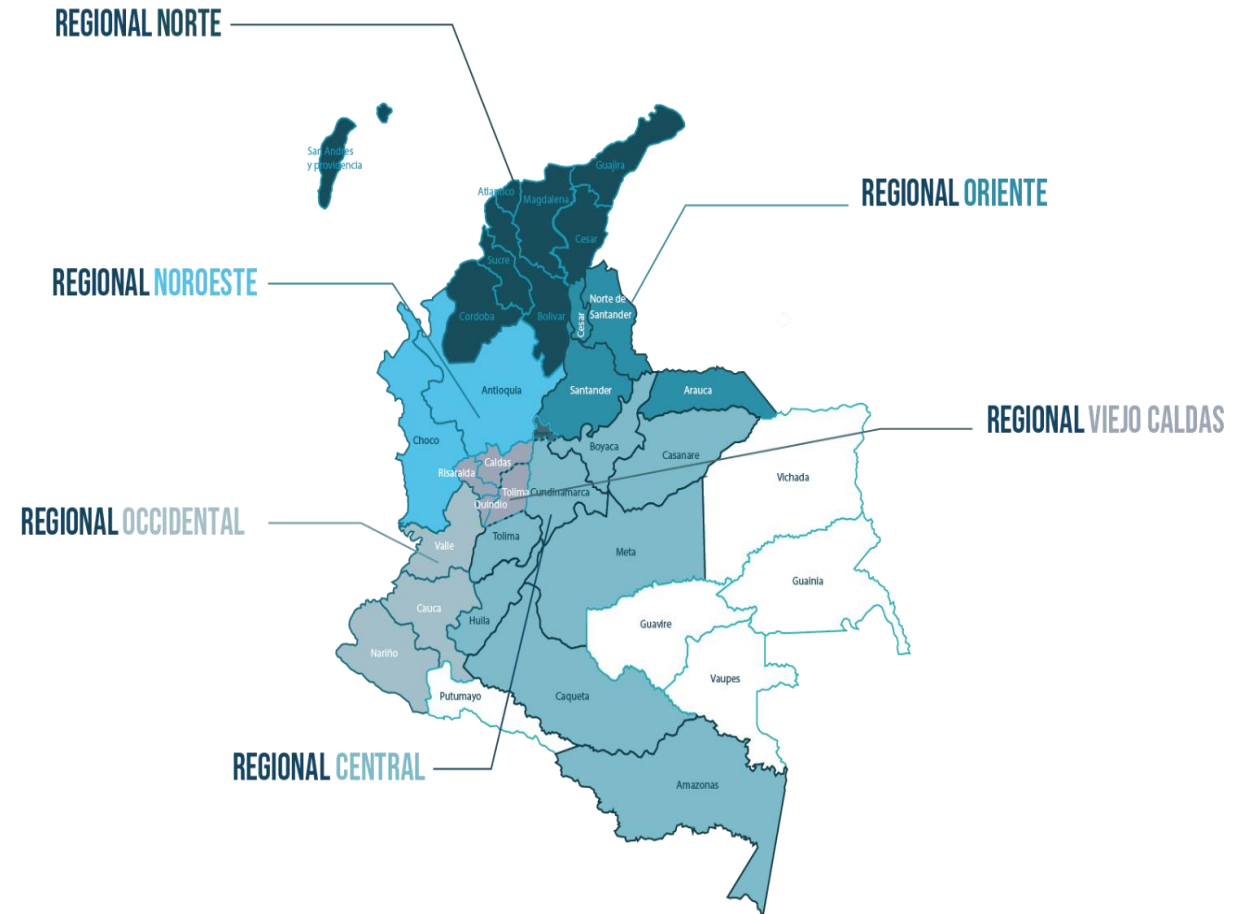 REGIONAL NORTE
San Andres
y providencia
Guajira
Atlantico
Magdalena
REGIONAL ORIENTE
Cesar
Sucre
REGIONAL NOROESTE
Norte de
Santander
Cordoba
Bolivar
Cesar
Antioquia
Santander
Arauca
REGIONAL VIEJO CALDAS
Choco
Boyaca
Casanare
Caldas
Risaralda
Vichada
Tolima
Cundinamarca
Quindio
REGIONAL OCCIDENTAL
Tolima
Valle
Meta
Guainia
Cauca
Huila
Guavire
Nariño
Vaupes
Putumayo
Caqueta
REGIONAL CENTRAL
Amazonas